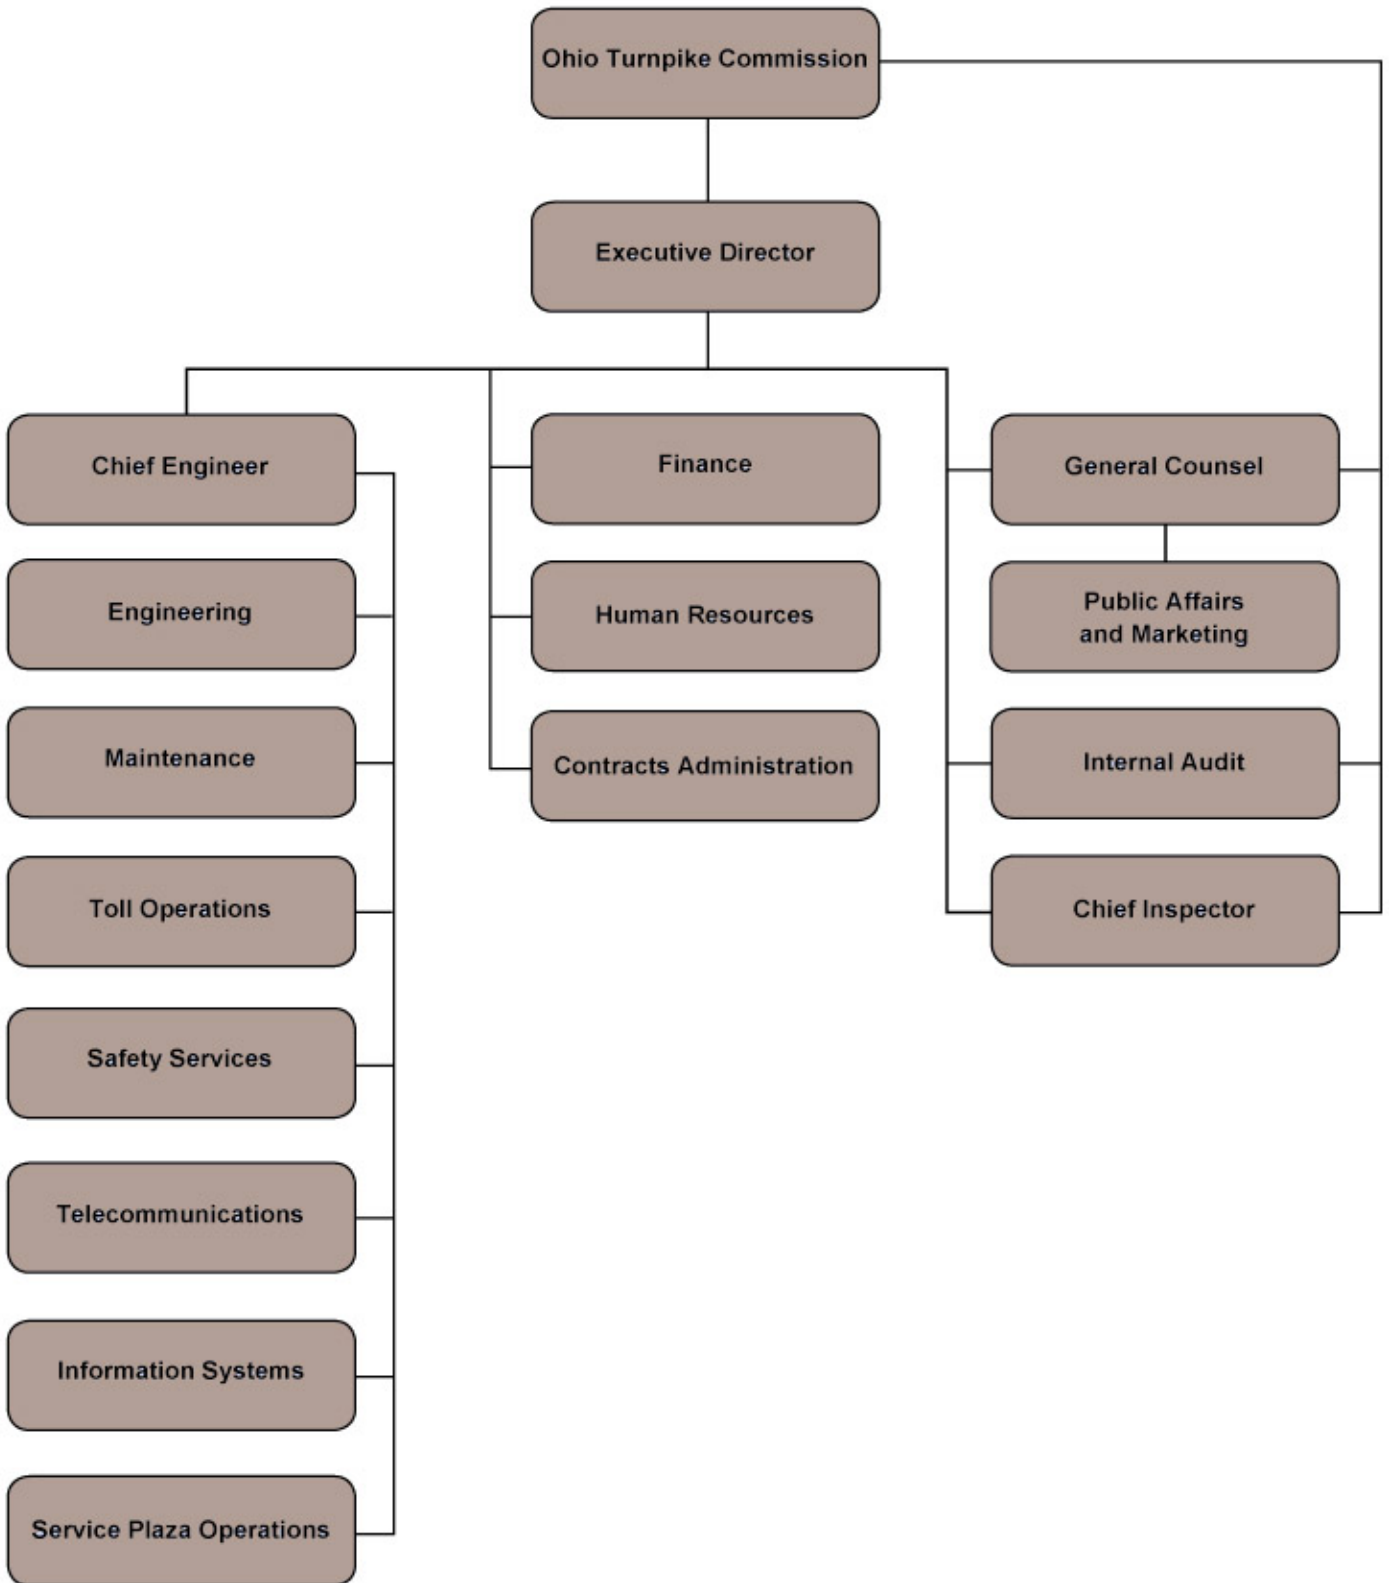 Ohio Turnpike Commission
Executive Director
Chief Engineer
Engineering
Maintenance
Toll Operations
Safety Services
Telecommunications
Information Systems
Service Plaza Operations
Finance
Human Resources
Contracts Administration
General Counsel
Public Affairs
and Marketing
Internal Audit
Chief Inspector